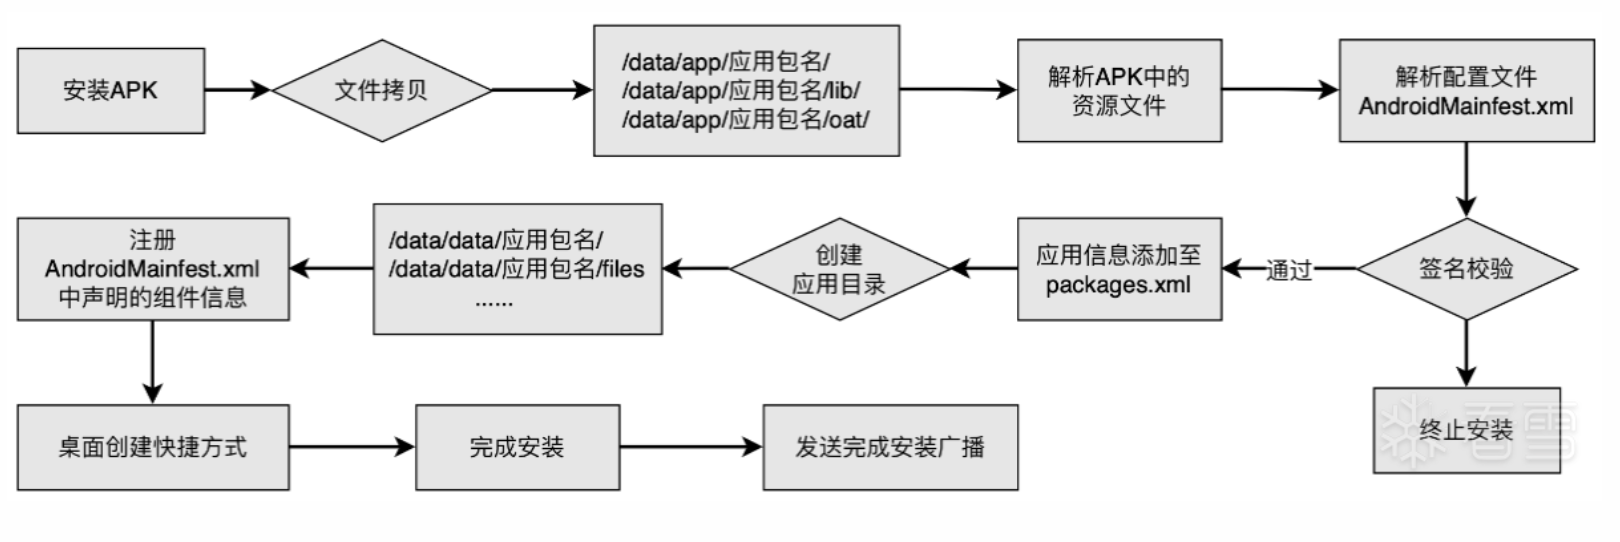 安装APK
文件拷贝
/data/app/应用包名/
/data/app/应用包名/lib/
/data/app/应用包名/oat/
解析APK中的
资源文件
解析配置文件
AndroidMainfest.xml
签名校验
通过
应用信息添加至
packages.xml
创建
应用目录
/data/data/应用包名/
/data/data/应用包名/files
......
注册
AndroidMainfest.xml
中声明的组件信息
桌面创建快捷方式
完成安装
发送完成安装广播
终止安装
看雪